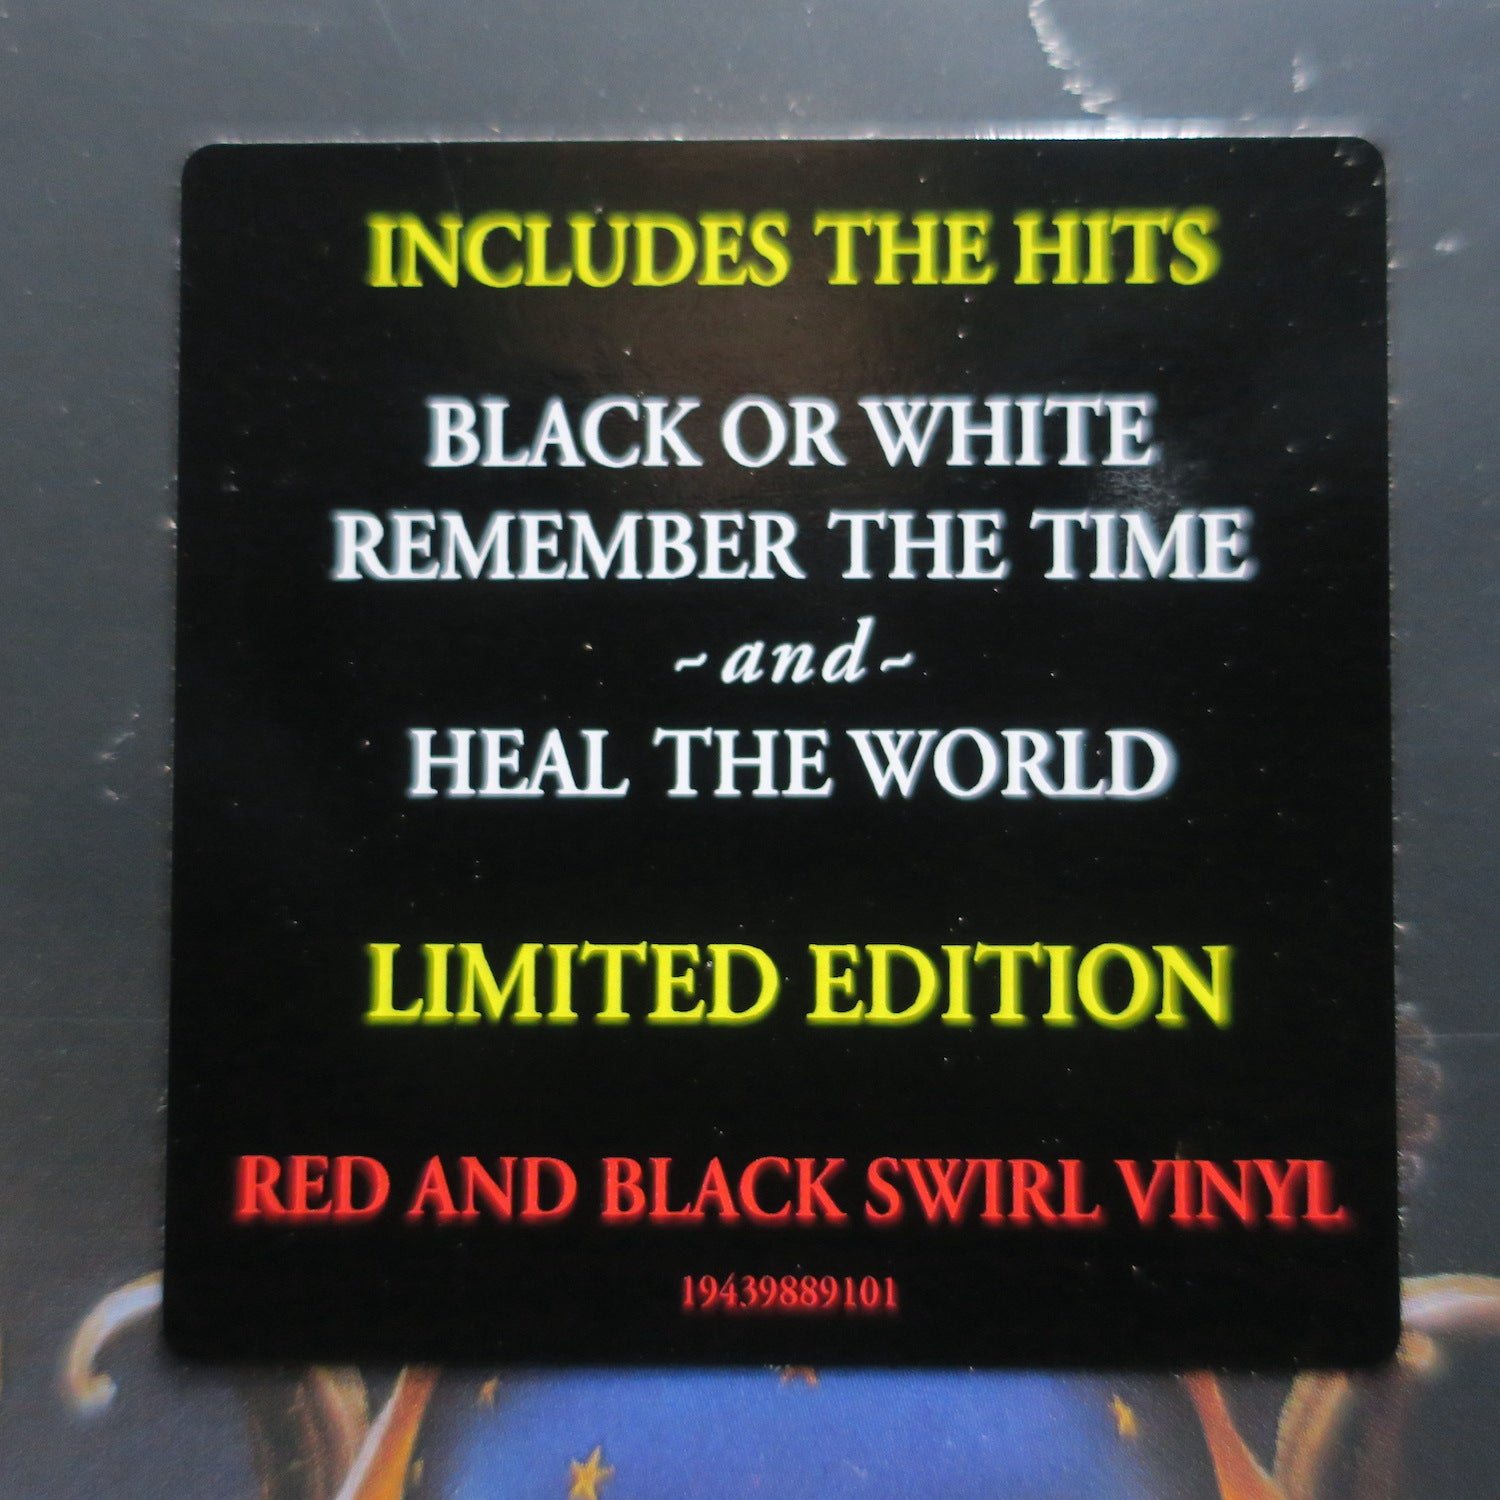 INCLUDES THE HITS
BLACK OR WHITE
REMEMBER THE TIME
~and~
HEAL THE WORLD
LIMITED EDITION
RED AND BLACK SWIRL VINYL
19439889101